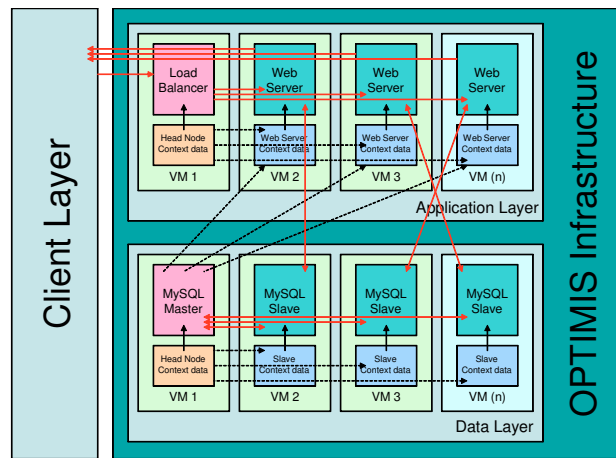 Client Layer
OPTIMIS Infrastructure
Load
Balancer
Web
Server
Web
Server
Web
Server
Head Node
Context data
Web Server
Context data
Web Server
Context data
Web Server
Context data
VM 1
VM 2
VM 3
VM (n)
Application Layer
MySQL
Master
MySQL
Slave
MySQL
Slave
MySQL
Slave
Head Node
Context data
Slave
Context data
Slave
Context data
Slave
Context data
VM 1
VM 2
VM 3
VM (n)
Data Layer